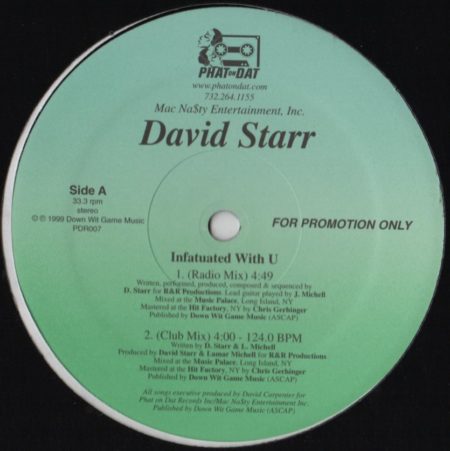 PHAT on DAT
www.phatondat.com
732.264.1155
Mac Na$ty Entertainment, Inc.
David Starr
Side A
33.3 rpm
stereo
© ℗ 1999 Down Wit Game Music
PDR007
FOR PROMOTION ONLY
Infatuated With U
1. (Radio Mix) 4:49
Written, performed, produced, composed & sequenced by
D. Starr for R&R Productions. Lead guitar played by J. Michell
Mixed at the Music Palace, Long Island, NY
Mastered at the Hit Factory, NY by Chris Gerhinger
Published by Down Wit Game Music (ASCAP)
2. (Club Mix) 4:00 - 124.0 BPM
Written by D. Starr & L. Michell
Produced by David Starr & Lamar Michell for R&R Productions
Mixed at the Music Palace, Long Island, NY
Mastered at the Hit Factory, NY by Chris Gerhinger
Published by Down Wit Game Music (ASCAP)
All songs executive produced by David Carpenter for
Phat on Dat Records Inc/Mac Na$ty Entertainment Inc.
Published by Down Wit Game Music (ASCAP)